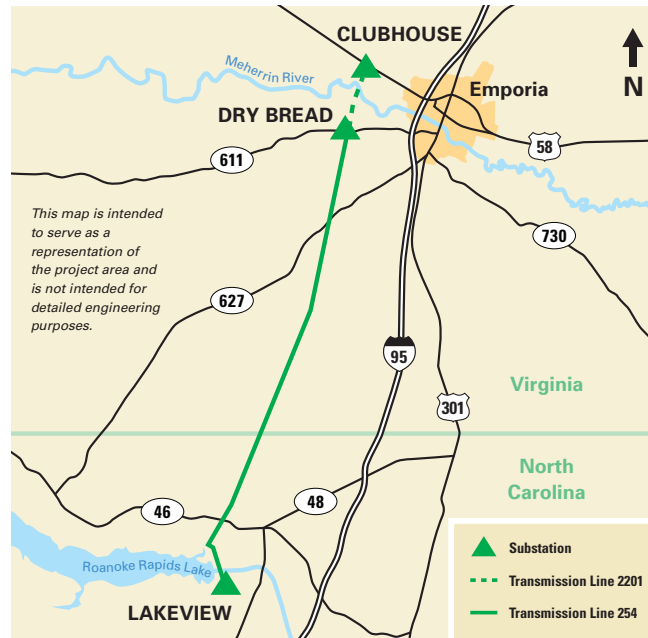 CLUBHOUSE
Meherrin River
Emporia
N
DRY BREAD
58
611
This map is intended
to serve as a
representation of
the project area and
is not intended for
detailed engineering
purposes.
730
627
95
Virginia
301
North
Carolina
46
48
Roanoke Rapids Lake
LAKEVIEW
Substation
Transmission Line 2201
Transmission Line 254